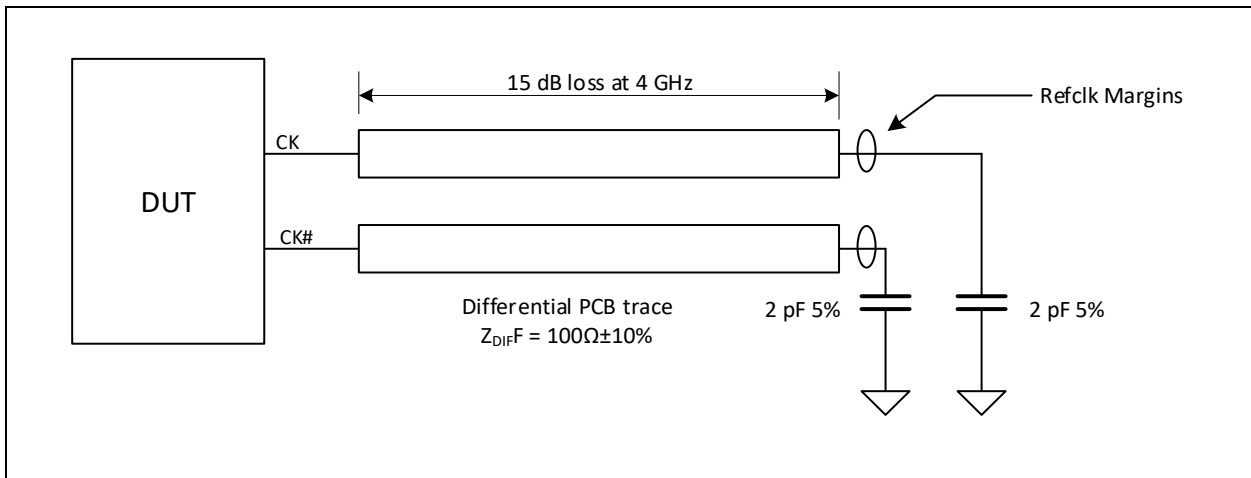 15 dB loss at 4 GHz
Refclk Margins
CK
DUT
CK#
Differential PCB trace
Z_DIFF = 100Ω±10%
2 pF 5%
2 pF 5%